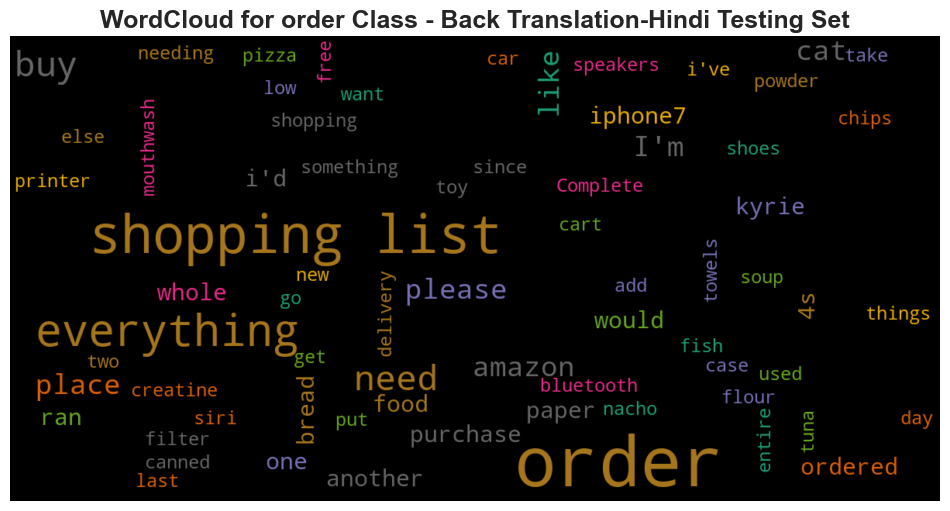 WordCloud for order Class - Back Translation-Hindi Testing Set
buy
needing
pizza
free
car
like
speakers
i've
cat
take
low
want
powder
mouthwash
shopping
iphone7
chips
else
I'm
shoes
printer
i'd
something
since
toy
Complete
kyrie
shopping list
cart
new
whole
go
delivery
please
add
towels
soup
4s
things
everything
would
two
get
fish
place
creatine
need
amazon
bluetooth
case
used
flour
ran
siri
bread
put
food
paper
nacho
entire
tuna
day
filter
purchase
order
canned
one
ordered
last
another